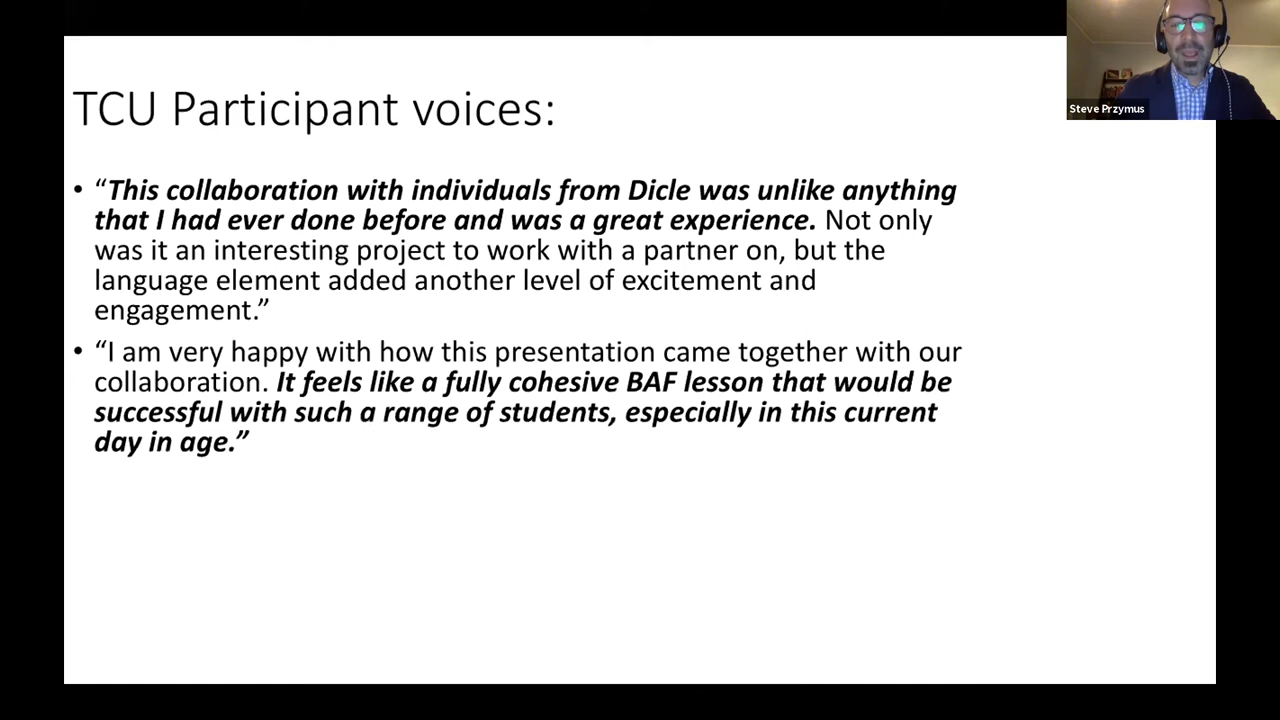 TCU Participant voices:
Steve Przymus
• “This collaboration with individuals from Dicle was unlike anything
that I had ever done before and was a great experience. Not only
was it an interesting project to work with a partner on, but the
language element added another level of excitement and
engagement.”
• “I am very happy with how this presentation came together with our
collaboration. It feels like a fully cohesive BAF lesson that would be
successful with such a range of students, especially in this current
day in age.”